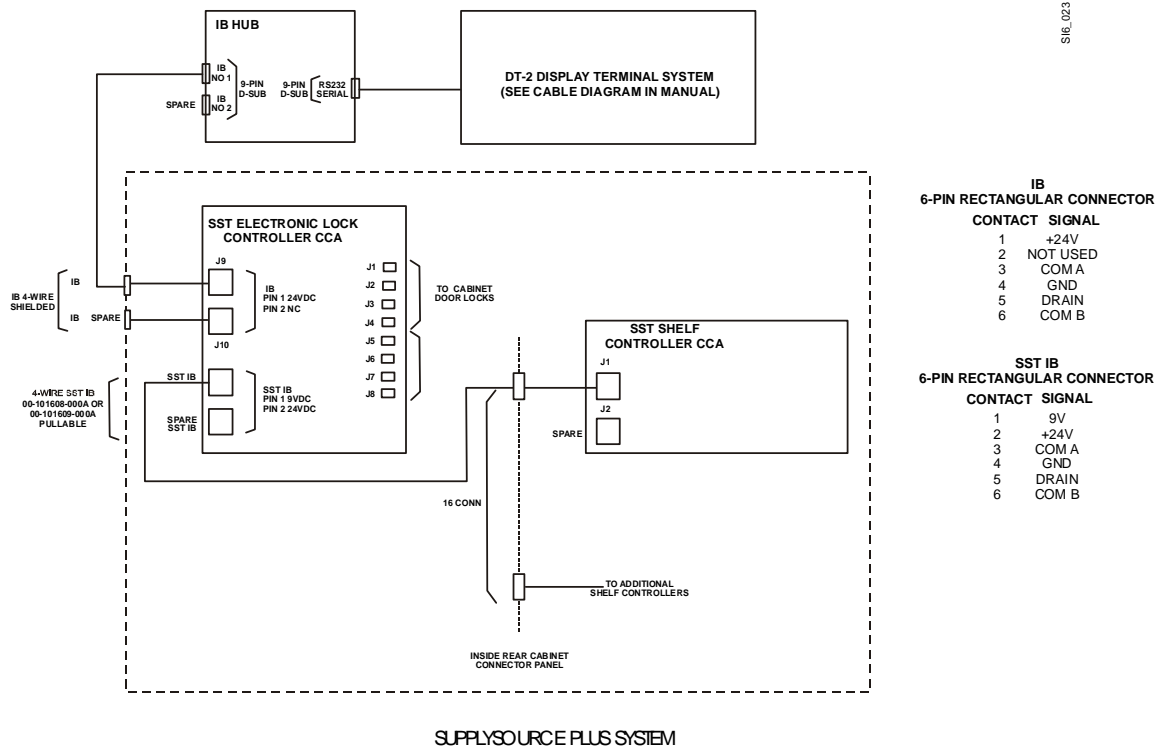 SI6_023
IB HUB
IB
NO 1
9-PIN
D-SUB
IB
NO 2
SPARE
9-PIN
D-SUB
RS232
SERIAL
DT-2 DISPLAY TERMINAL SYSTEM
(SEE CABLE DIAGRAM IN MANUAL)
SST ELECTRONIC LOCK
CONTROLLER CCA
J9
IB
IB 4-WIRE
SHIELDED
IB SPARE
IB
PIN 1 24VDC
PIN 2 NC
J10
J1
J2
J3
J4
J5
J6
J7
J8
TO CABINET
DOOR LOCKS
4-WIRE SST IB
00-101608-000A OR
00-101609-000A
PULLABLE
SST IB
SPARE
SST IB
SST IB
PIN 1 9VDC
PIN 2 24VDC
SST SHELF
CONTROLLER CCA
J1
J2
SPARE
16 CONN
TO ADDITIONAL
SHELF CONTROLLERS
INSIDE REAR CABINET
CONNECTOR PANEL
IB
6-PIN RECTANGULAR CONNECTOR
CONTACT SIGNAL
1 +24V
2 NOT USED
3 COM A
4 GND
5 DRAIN
6 COM B
SST IB
6-PIN RECTANGULAR CONNECTOR
CONTACT SIGNAL
1 9V
2 +24V
3 COM A
4 GND
5 DRAIN
6 COM B
SUPPLYSOURCE PLUS SYSTEM